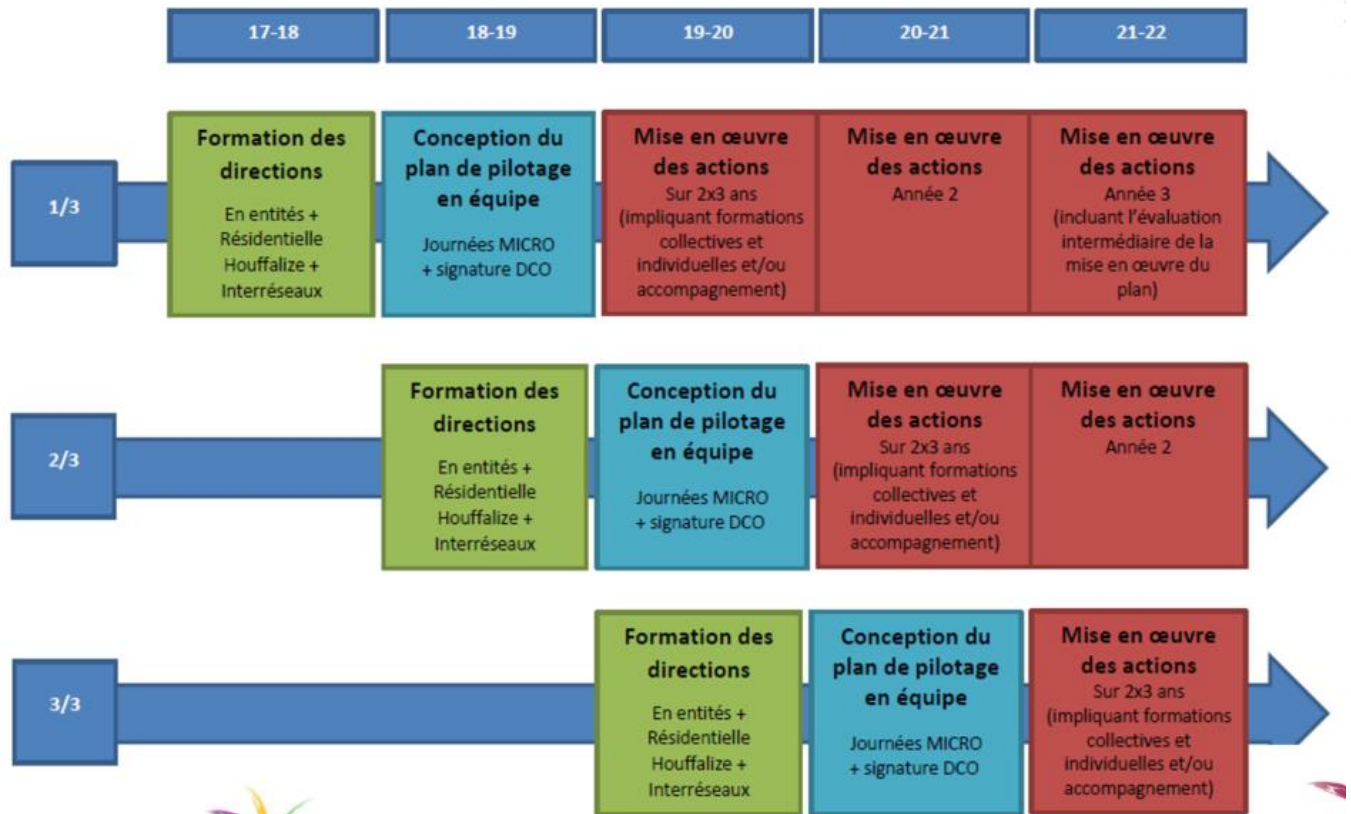 17-18
18-19
19-20
20-21
21-22
1/3
Formation des
directions
En entités +
Résidentielle
Houffalize +
Interréseaux
Conception du
plan de pilotage
en équipe
Journées MICRO
+ signature DCO
Mise en œuvre
des actions
Sur 2x3 ans
(impliquant formations
collectives et
individuelles et/ou
accompagnement)
Mise en œuvre
des actions
Année 2
Mise en œuvre
des actions
Année 3
(incluant l'évaluation
intermédiaire de la
mise en œuvre du
plan)
2/3
Formation des
directions
En entités +
Résidentielle
Houffalize +
Interréseaux
Conception du
plan de pilotage
en équipe
Journées MICRO
+ signature DCO
Mise en œuvre
des actions
Sur 2x3 ans
(impliquant formations
collectives et
individuelles et/ou
accompagnement)
Mise en œuvre
des actions
Année 2
3/3
Formation des
directions
En entités +
Résidentielle
Houffalize +
Interréseaux
Conception du
plan de pilotage
en équipe
Journées MICRO
+ signature DCO
Mise en œuvre
des actions
Sur 2x3 ans
(impliquant formations
collectives et
individuelles et/ou
accompagnement)